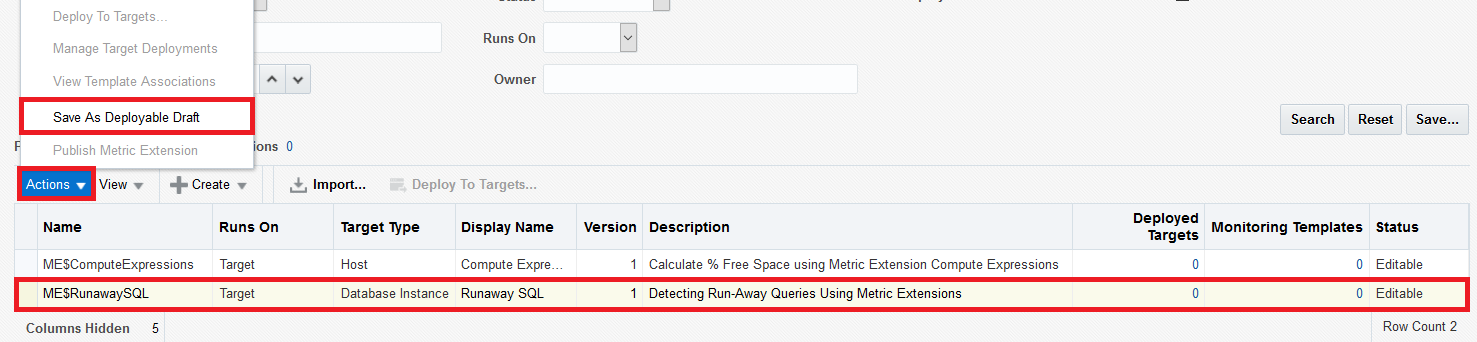 Deploy To Targets...
Manage Target Deployments
Runs On
View Template Associations
Owner
Save As Deployable Draft
Search Reset Save...
Publish Metric Extension
0
Actions View Create Import... Deploy To Targets...
Name Runs On Target Type Display Name Version Description Deployed Targets Monitoring Templates Status
ME$ComputeExpressions Target Host Compute Expre... 1 Calculate % Free Space using Metric Extension Compute Expressions 0 0 Editable
ME$RunawaySQL Target Database Instance Runaway SQL 1 Detecting Run-Away Queries Using Metric Extensions 0 0 Editable
Columns Hidden 5
Row Count 2